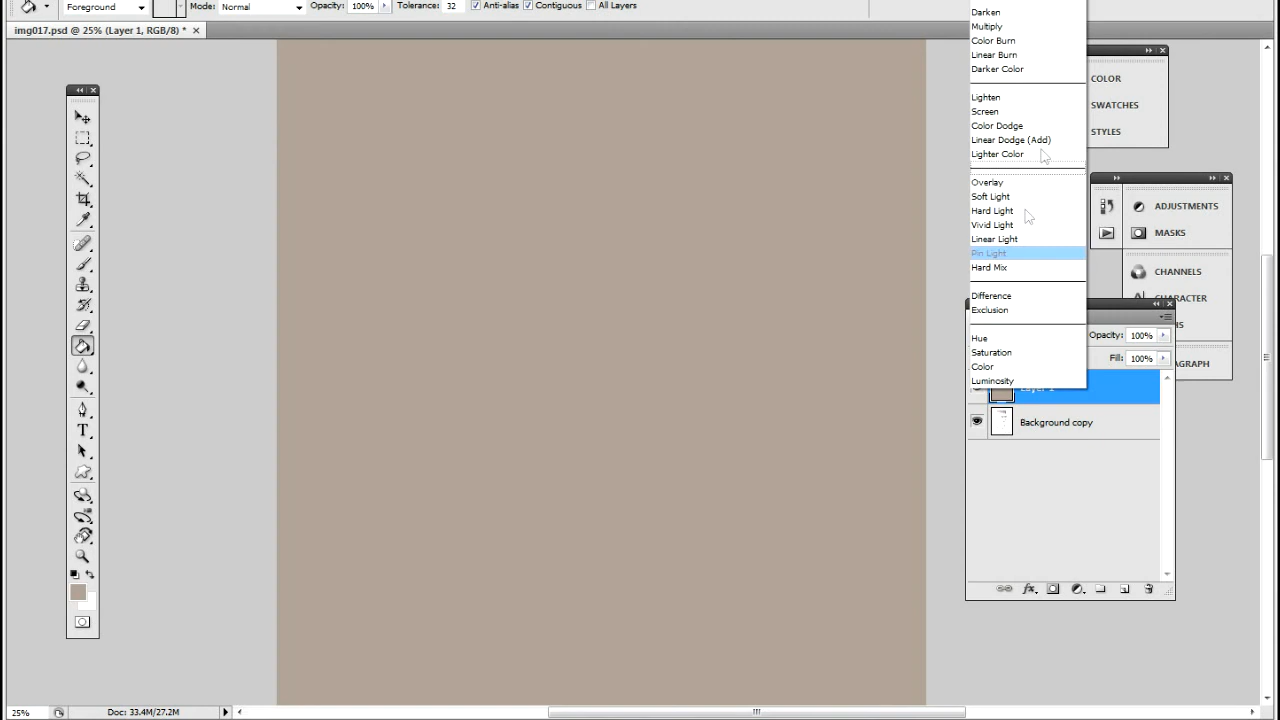 Foreground Mode: Normal Opacity: 100% Tolerance: 32 Anti-alias Contiguous All Layers
img017.psd @ 25% (Layer 1, RGB/8) *
Darken
Multiply
Color Burn
Linear Burn
Darker Color
Lighten
Screen
Color Dodge
Linear Dodge (Add)
Lighter Color
Overlay
Soft Light
Hard Light
Vivid Light
Linear Light
Pin Light
Hard Mix
Difference
Exclusion
Hue
Saturation
Color
Luminosity
COLOR
SWATCHES
STYLES
ADJUSTMENTS
MASKS
CHANNELS
CHARACTER
Opacity: 100%
Fill: 100%
Background copy
25%
Doc: 33.4M/27.2M